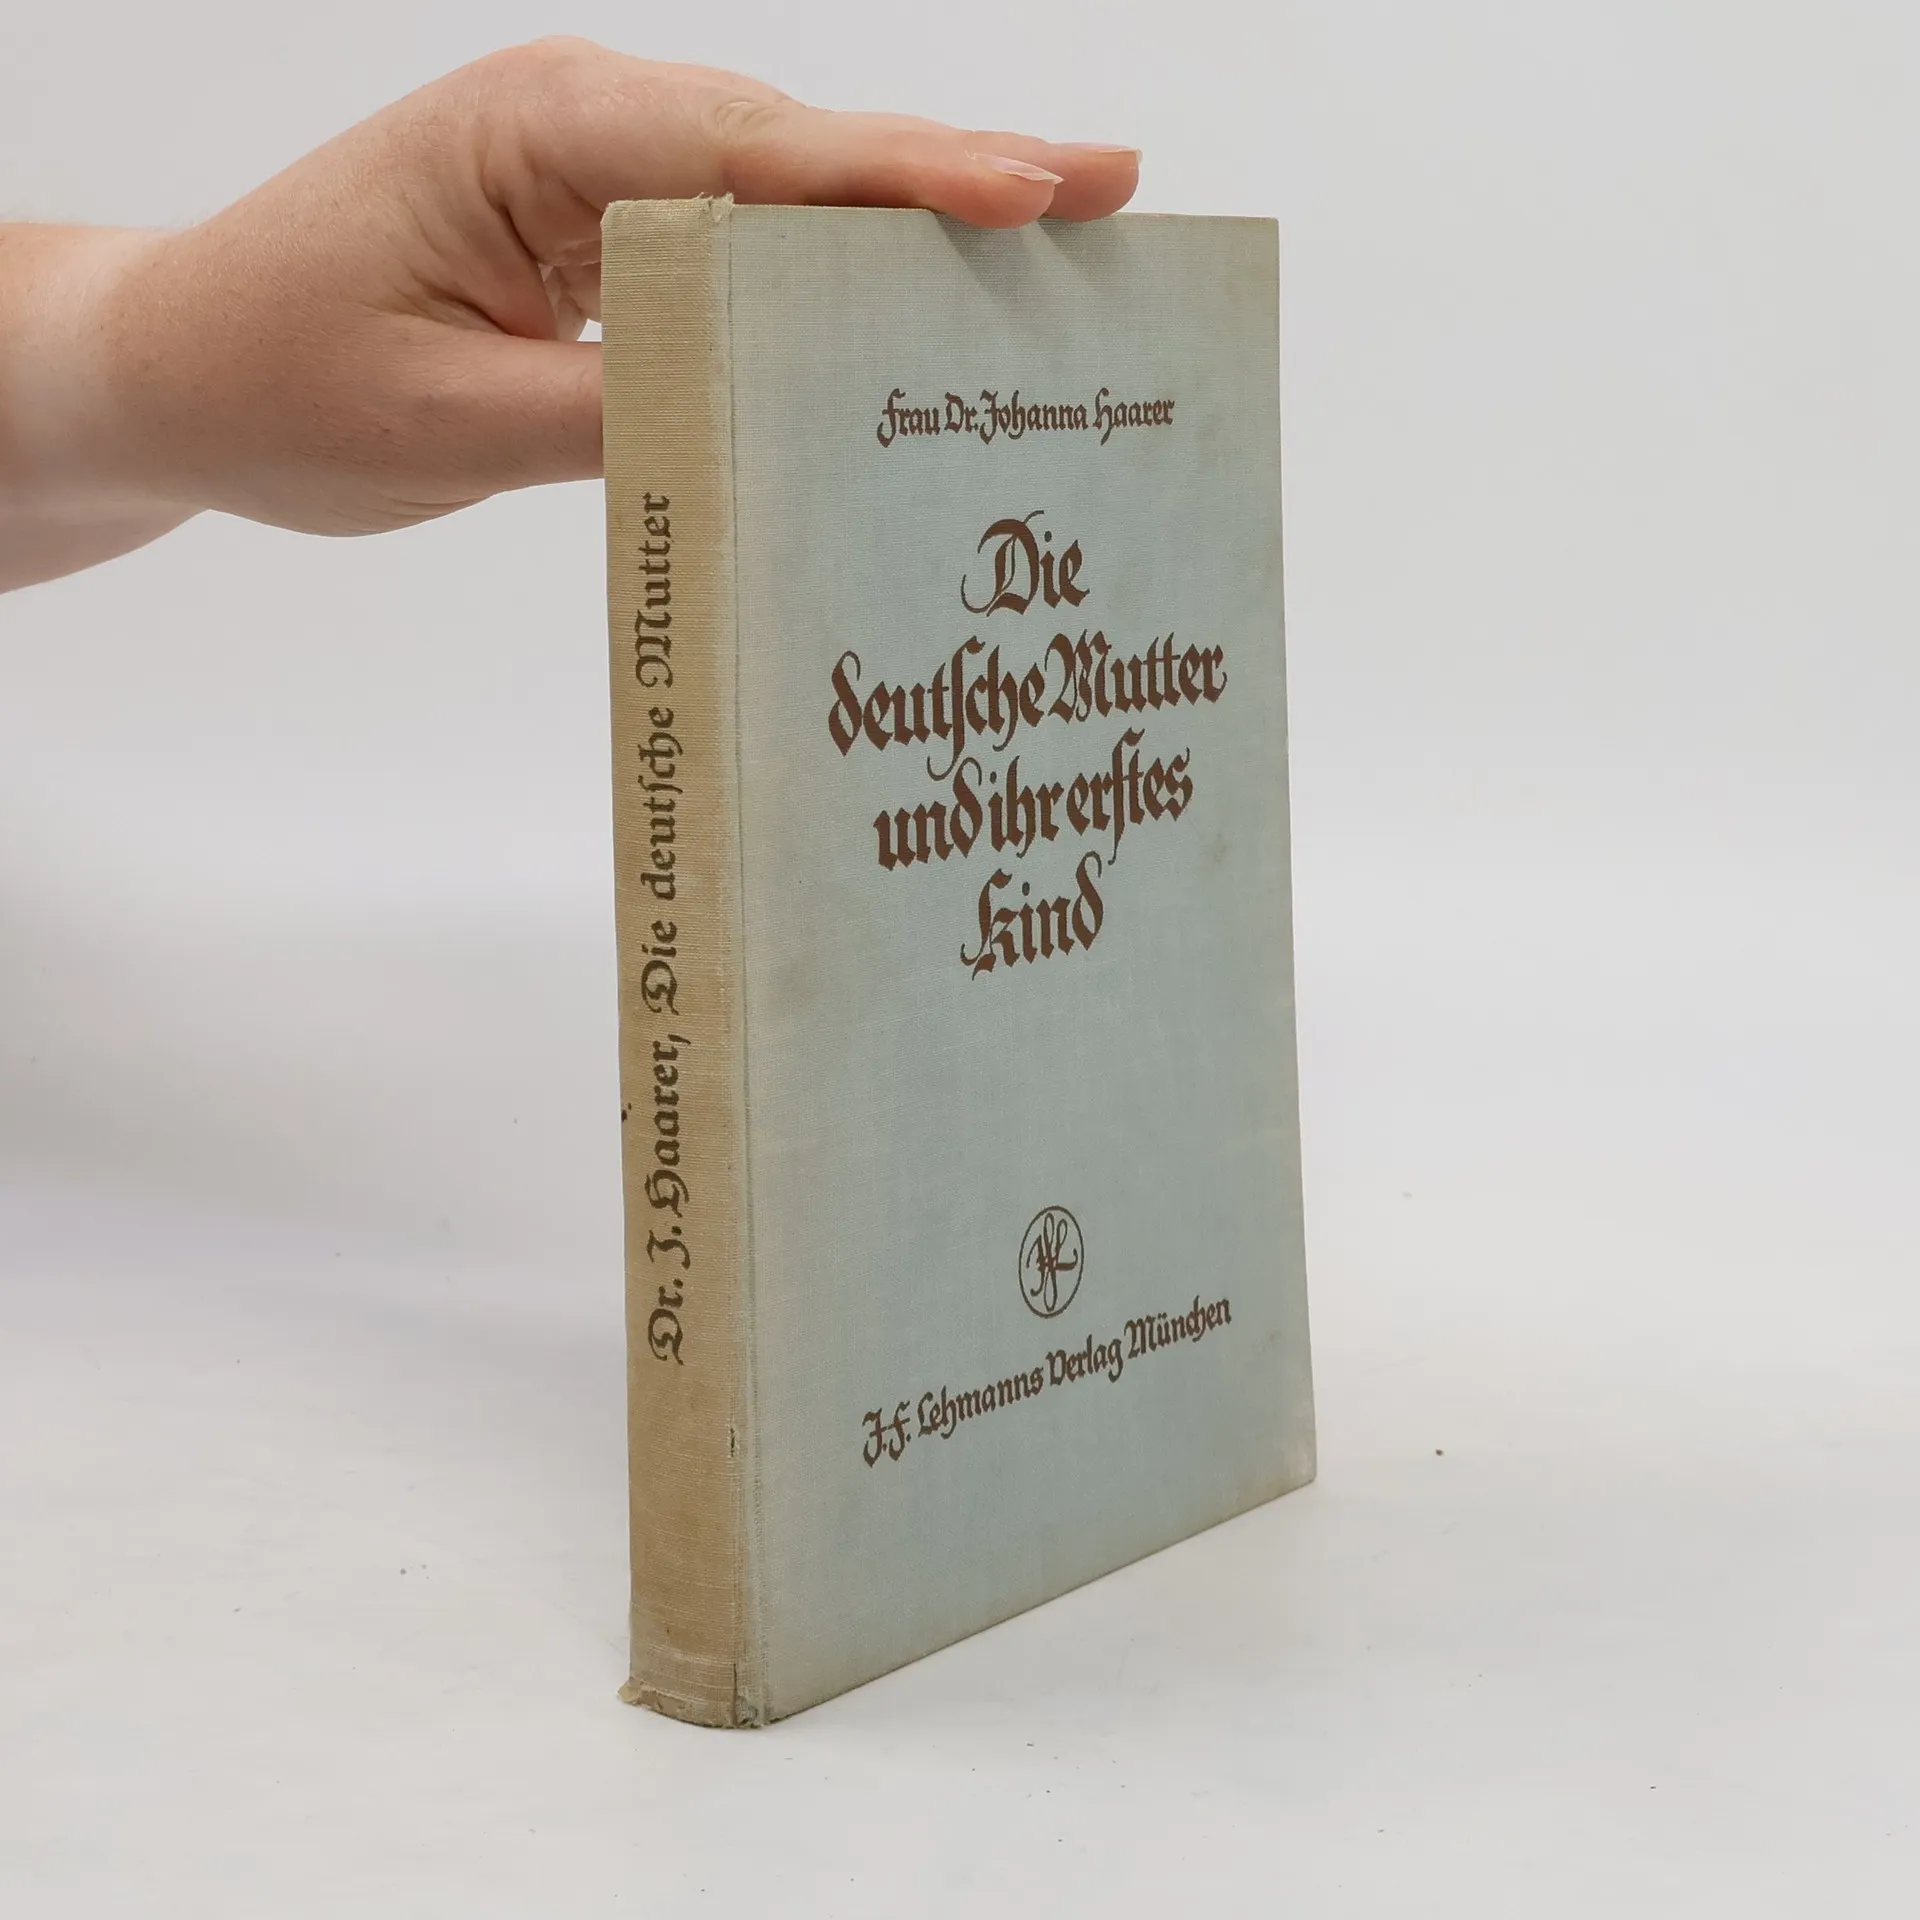 Frau Dr. Johanna Haarer
Die
deutsche Mutter
und ihr erstes
Kind
JFL
J. F. Lehmanns Verlag München
Dr. J. Haarer, Die deutsche Mutter